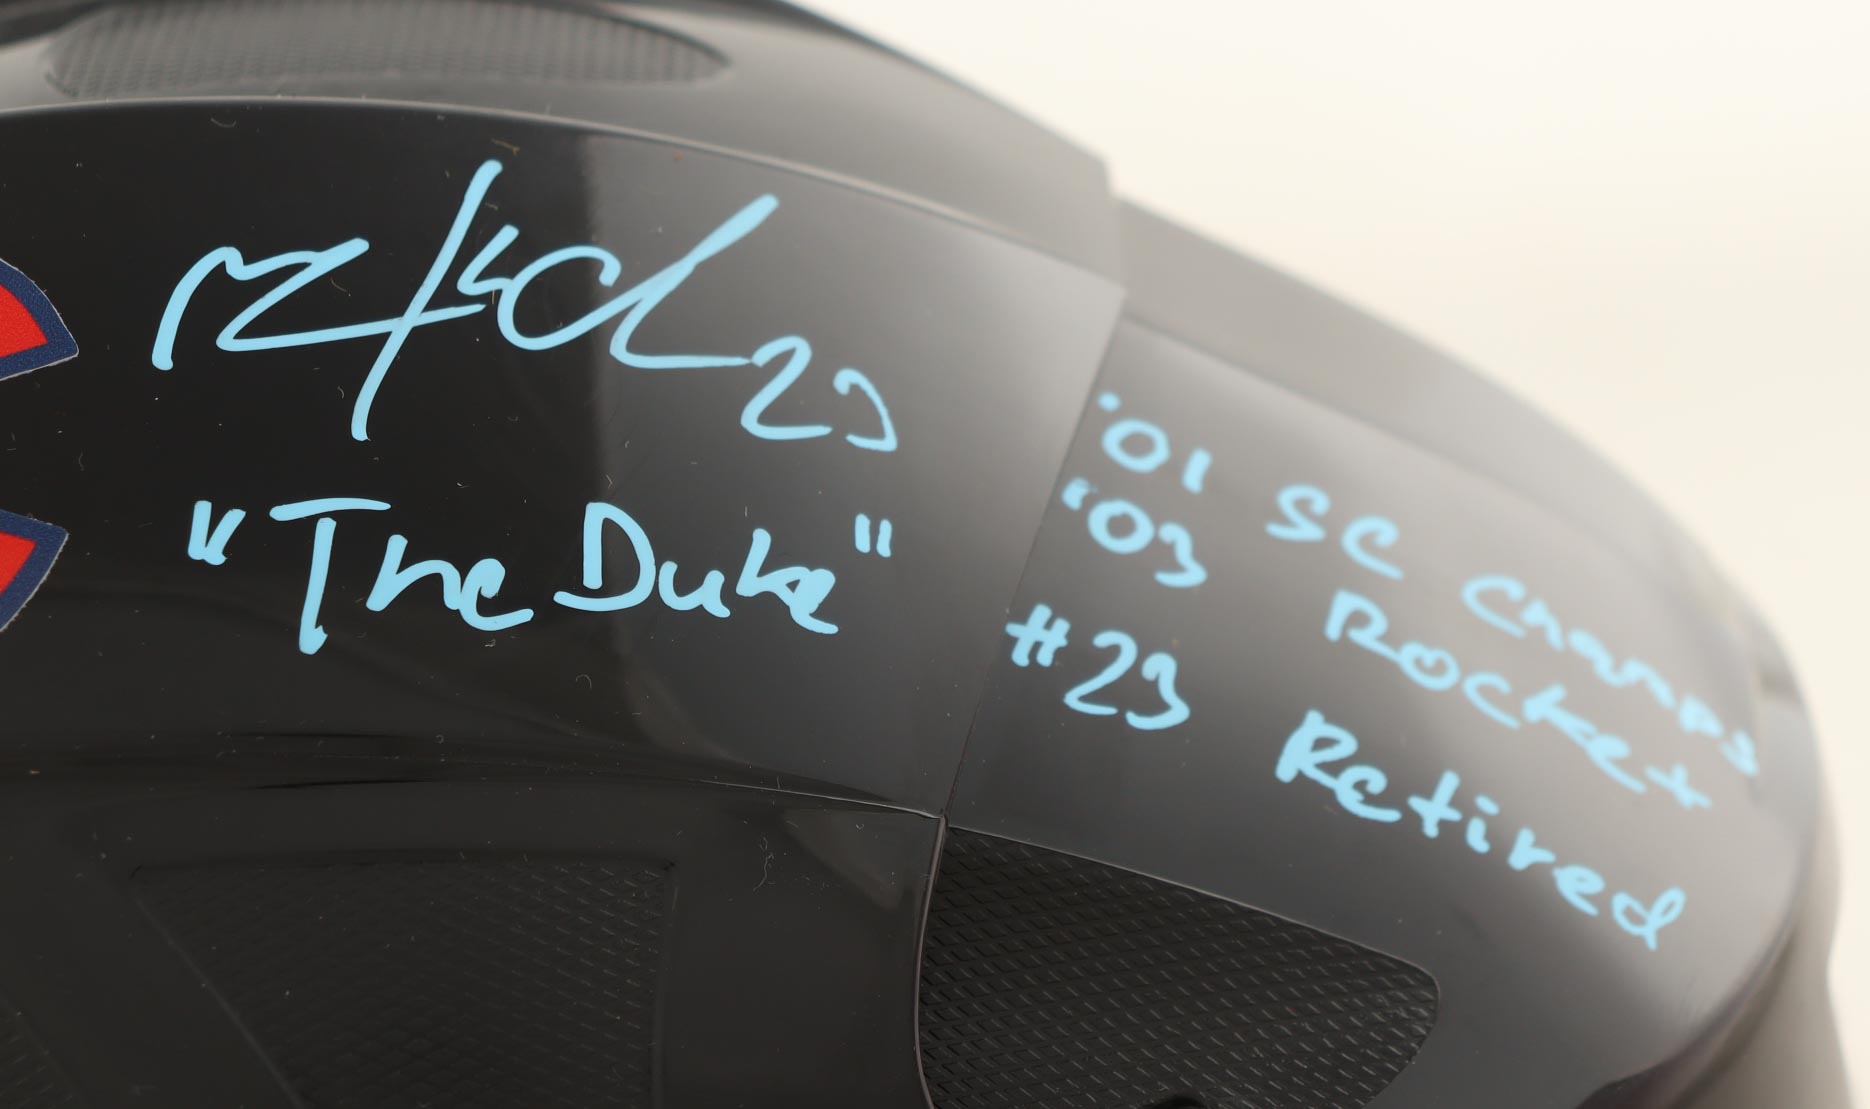 23
"The Duke"
'01 SC Champs
'03 Rocket
#23 Retired